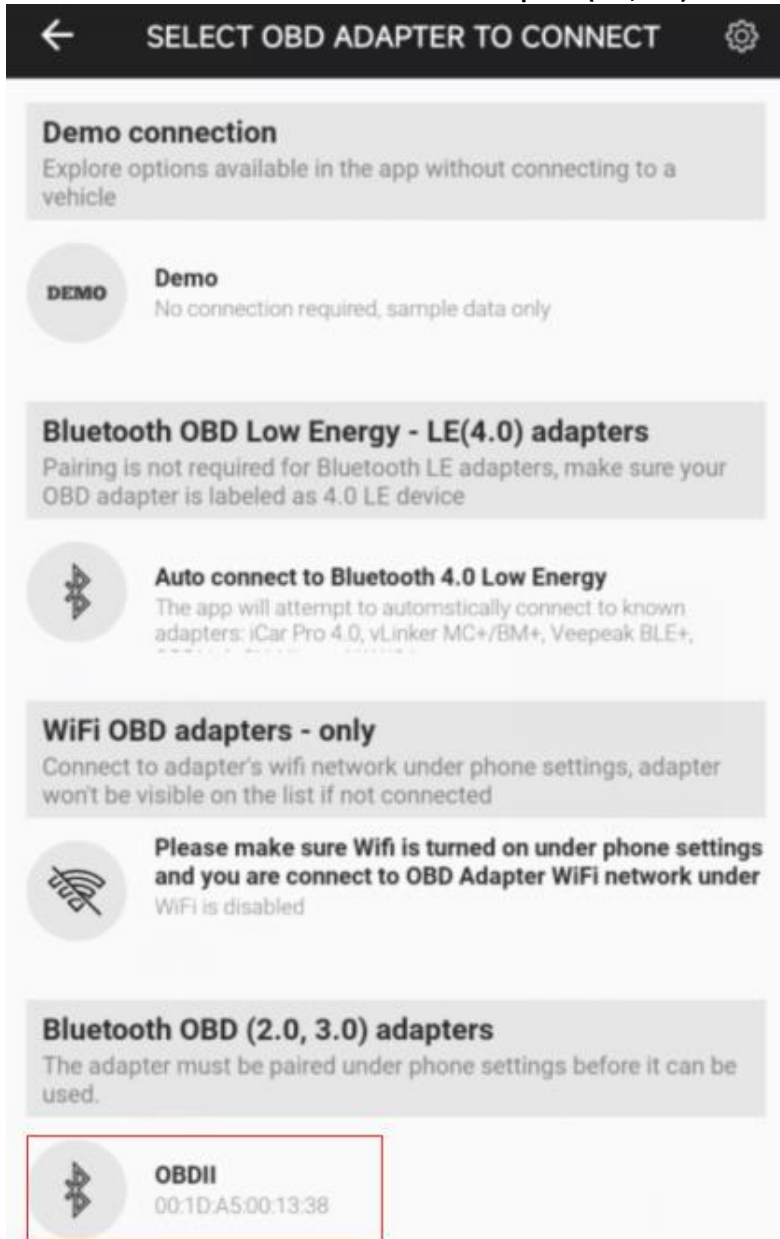 SELECT OBD ADAPTER TO CONNECT
Demo connection
Explore options available in the app without connecting to a
vehicle
DEMO
Demo
No connection required, sample data only
Bluetooth OBD Low Energy - LE(4.0) adapters
Pairing is not required for Bluetooth LE adapters, make sure your
OBD adapter is labeled as 4.0 LE device
Auto connect to Bluetooth 4.0 Low Energy
The app will attempt to automstically connect to known
adapters: iCar Pro 4.0, vLinker MC+/BM+, Veepeak BLE+,
WiFi OBD adapters - only
Connect to adapter's wifi network under phone settings, adapter
won't be visible on the list if not connected
Please make sure Wifi is turned on under phone settings
and you are connect to OBD Adapter WiFi network under
WiFi is disabled
Bluetooth OBD (2.0, 3.0) adapters
The adapter must be paired under phone settings before it can be
used.
OBDII
00:1D:A5:00:13:38